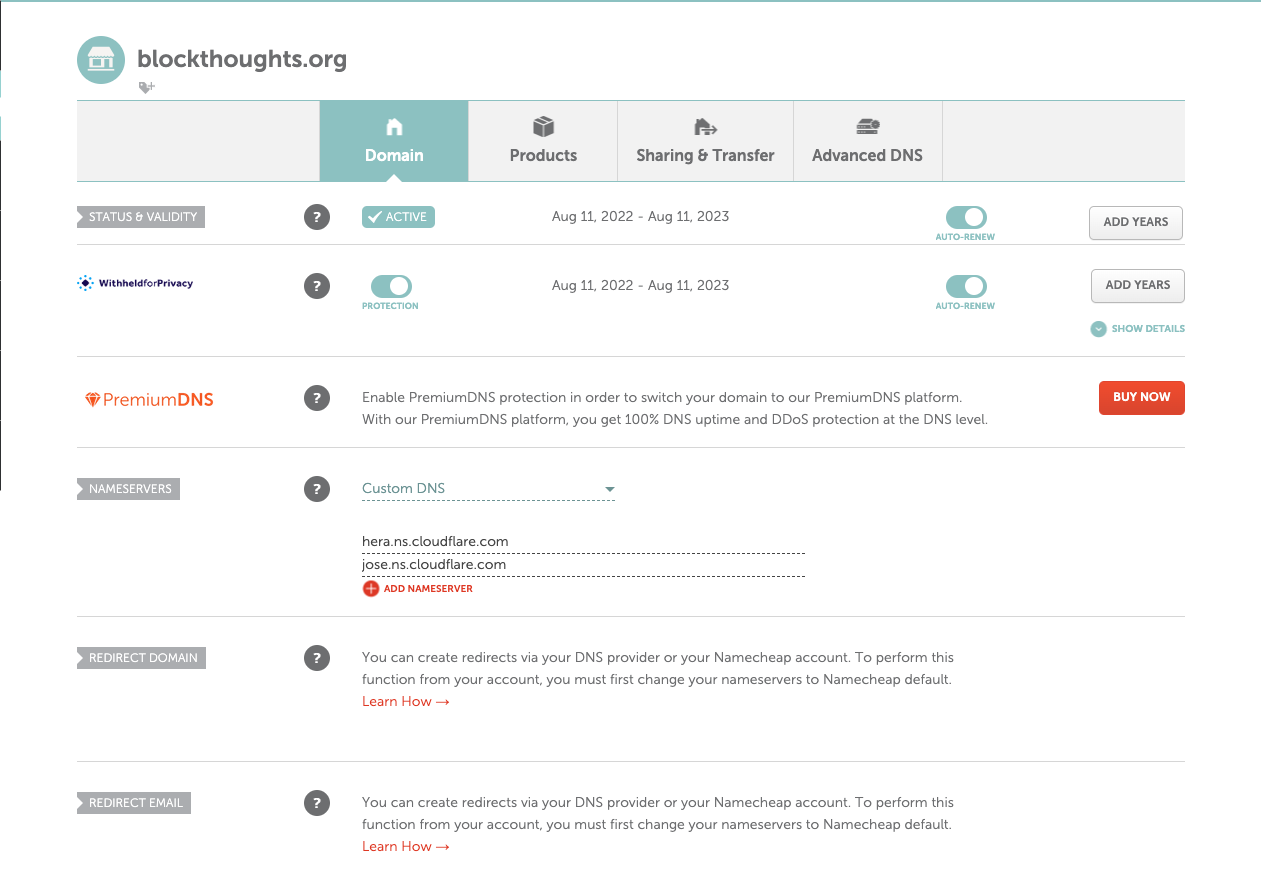 blockthoughts.org
Domain
Products
Sharing & Transfer
Advanced DNS
STATUS & VALIDITY
?
ACTIVE
Aug 11, 2022 - Aug 11, 2023
AUTO-RENEW
ADD YEARS
WithheldforPrivacy
?
PROTECTION
Aug 11, 2022 - Aug 11, 2023
AUTO-RENEW
ADD YEARS
SHOW DETAILS
PremiumDNS
?
Enable PremiumDNS protection in order to switch your domain to our PremiumDNS platform.
With our PremiumDNS platform, you get 100% DNS uptime and DDoS protection at the DNS level.
BUY NOW
NAMESERVERS
?
Custom DNS
hera.ns.cloudflare.com
jose.ns.cloudflare.com
ADD NAMESERVER
REDIRECT DOMAIN
?
You can create redirects via your DNS provider or your Namecheap account. To perform this
function from your account, you must first change your nameservers to Namecheap default.
Learn How →
REDIRECT EMAIL
?
You can create redirects via your DNS provider or your Namecheap account. To perform this
function from your account, you must first change your nameservers to Namecheap default.
Learn How →